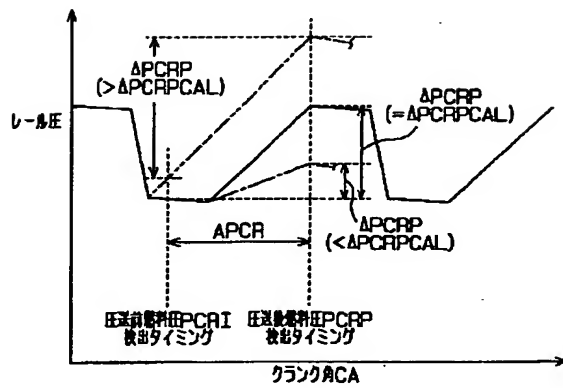 ΔPCRP
(>ΔPCRPCAL)
レール圧
ΔPCRP
(=ΔPCRPCAL)
APCR
ΔPCRP
(<ΔPCRPCAL)
圧送前燃料圧PCRI
検出タイミング
圧送後燃料圧PCRP
検出タイミング
クランク角CA